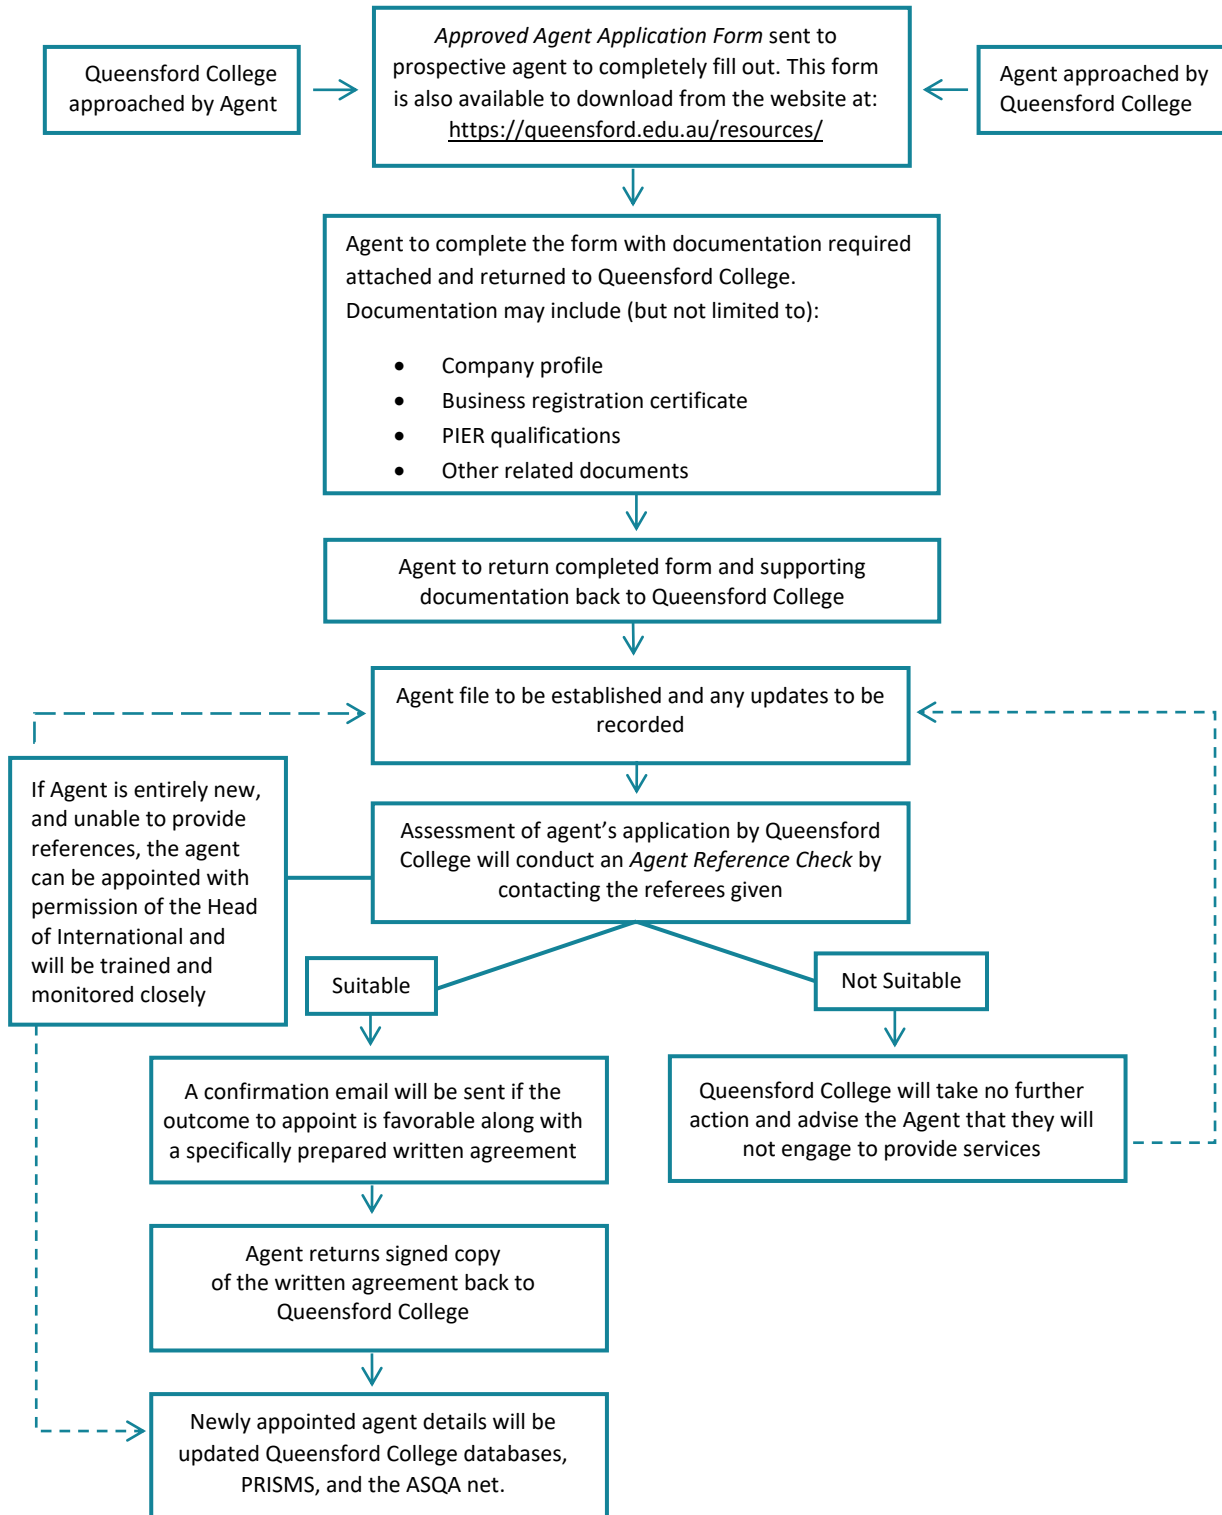 Queensford College
approached by Agent
Approved Agent Application Form sent to
prospective agent to completely fill out. This form
is also available to download from the website at:
https://queensford.edu.au/resources/
Agent approached by
Queensford College
Agent to complete the form with documentation required
attached and returned to Queensford College.
Documentation may include (but not limited to):
• Company profile
• Business registration certificate
• PIER qualifications
• Other related documents
Agent to return completed form and supporting
documentation back to Queensford College
Agent file to be established and any updates to be
recorded
If Agent is entirely new,
and unable to provide
references, the agent
can be appointed with
permission of the Head
of International and
will be trained and
monitored closely
Assessment of agent’s application by Queensford
College will conduct an Agent Reference Check by
contacting the referees given
Suitable
Not Suitable
A confirmation email will be sent if the
outcome to appoint is favorable along with
a specifically prepared written agreement
Queensford College will take no further
action and advise the Agent that they will
not engage to provide services
Agent returns signed copy
of the written agreement back to
Queensford College
Newly appointed agent details will be
updated Queensford College databases,
PRISMS, and the ASQA net.